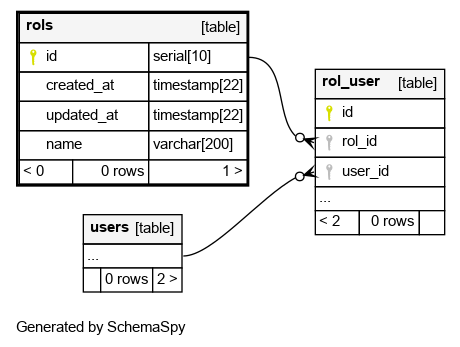 rols [table]
id serial[10]
created_at timestamp[22]
updated_at timestamp[22]
name varchar[200]
< 0 0 rows 1 >
rol_user [table]
id
rol_id
user_id
...
< 2 0 rows
users [table]
...
0 rows 2 >
Generated by SchemaSpy